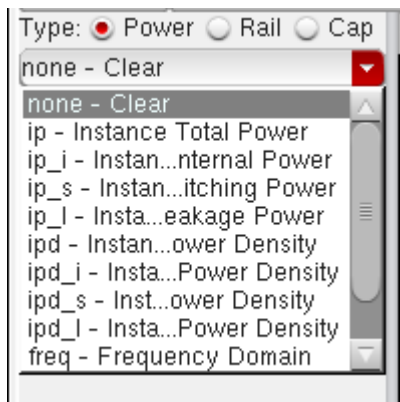 Type: Power Rail Cap
none - Clear
none - Clear
ip - Instance Total Power
ip_i - Instan...nternal Power
ip_s - Instan...itching Power
ip_l - Insta...eakage Power
ipd - Instan...ower Density
ipd_i - Insta...Power Density
ipd_s - Inst...ower Density
ipd_l - Insta...Power Density
freq - Frequency Domain